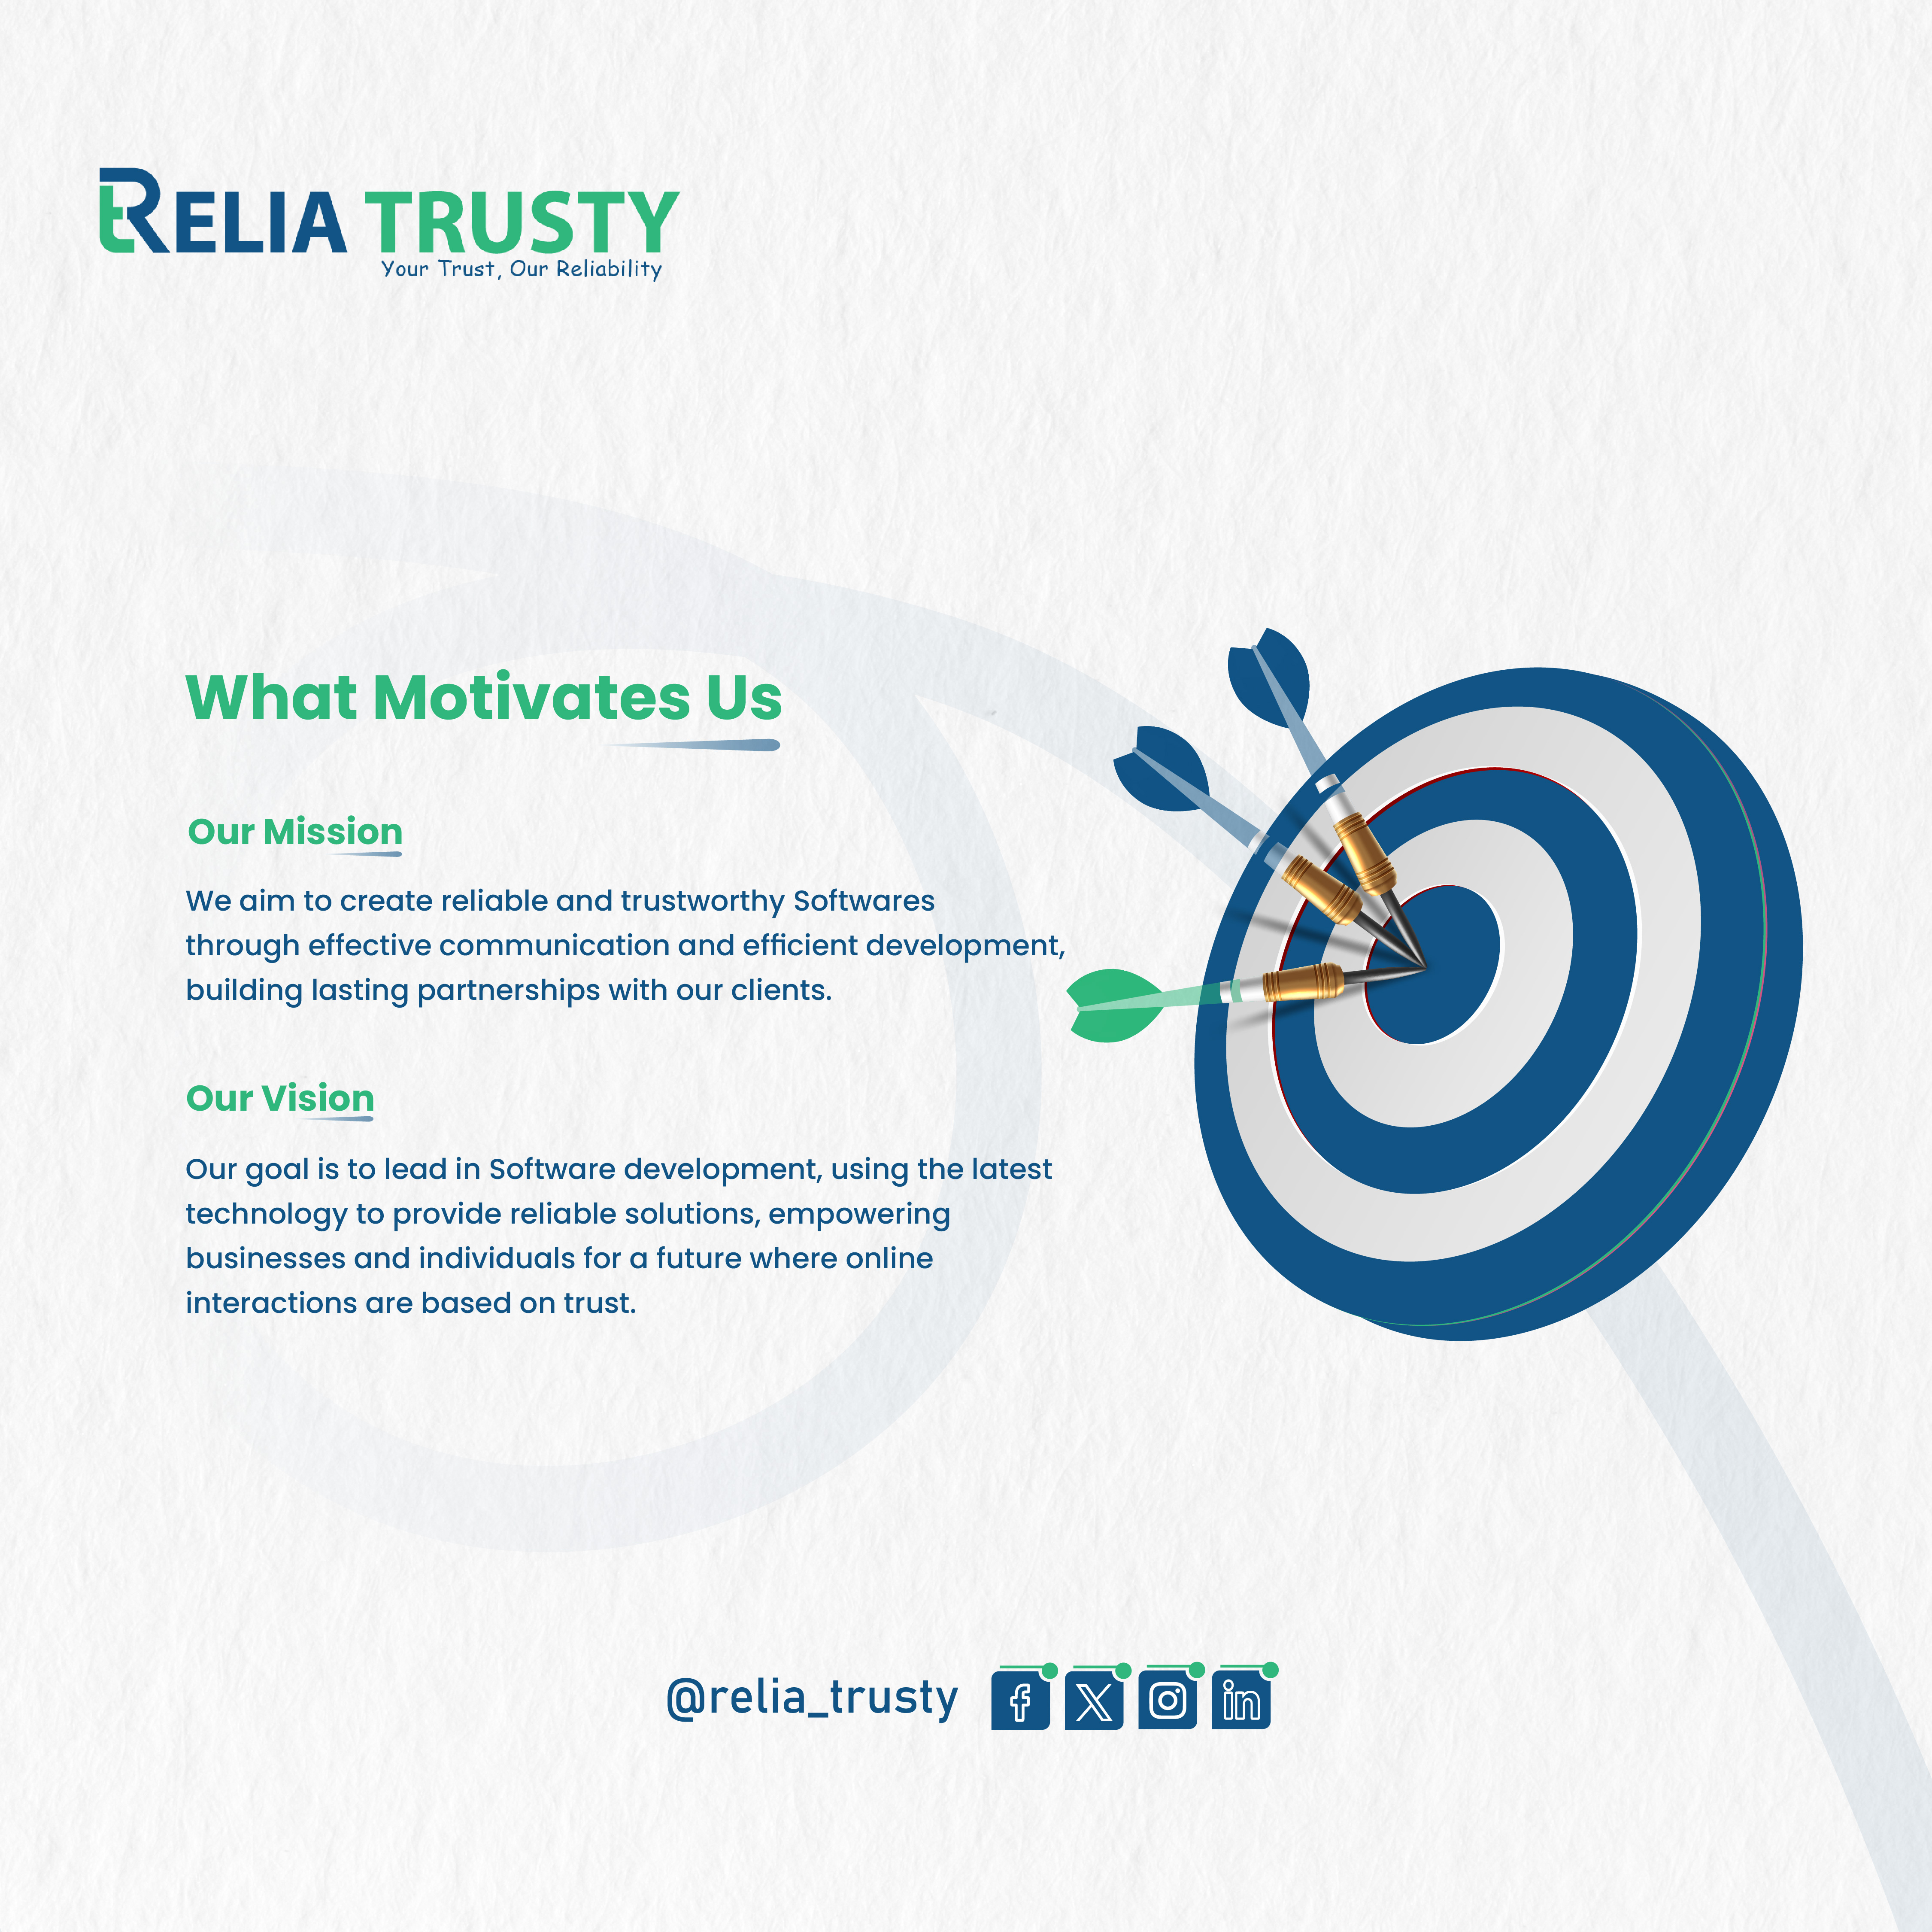 RELIA TRUSTY
Your Trust, Our Reliability
What Motivates Us
Our Mission
We aim to create reliable and trustworthy Softwares
through effective communication and efficient development,
building lasting partnerships with our clients.
Our Vision
Our goal is to lead in Software development, using the latest
technology to provide reliable solutions, empowering
businesses and individuals for a future where online
interactions are based on trust.
@relia_trusty